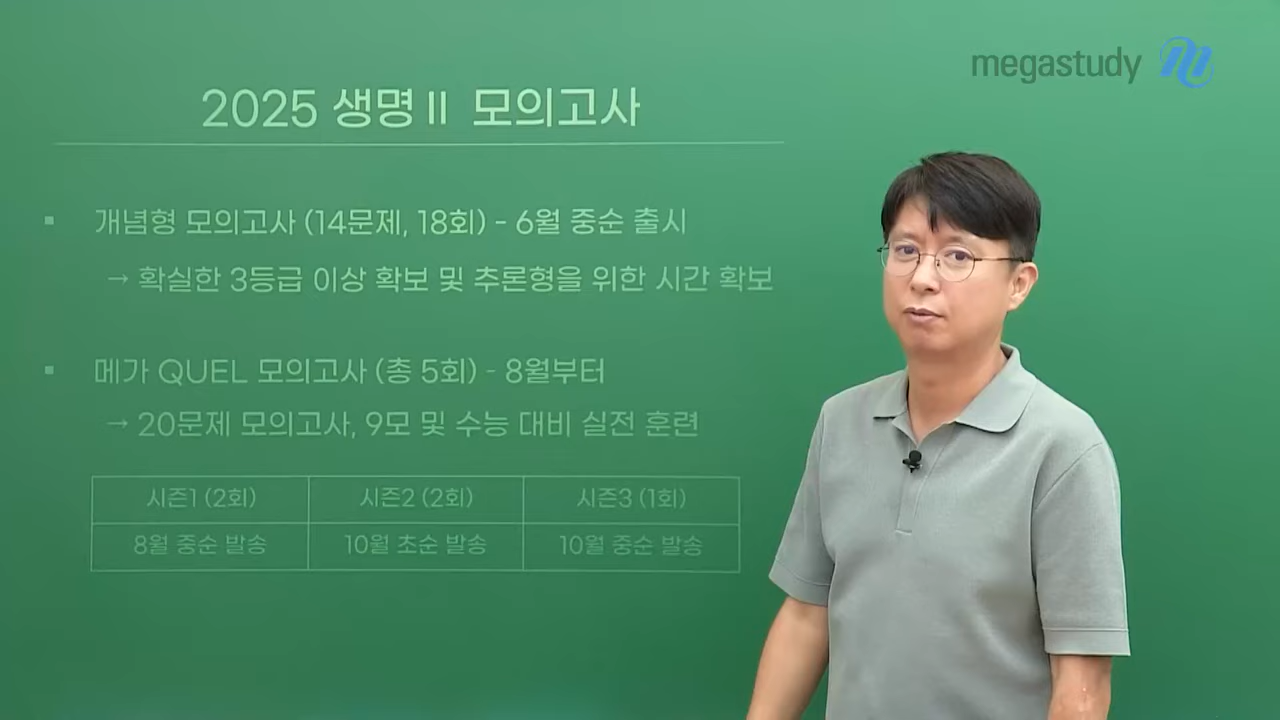 megastudy
2025 생명Ⅱ 모의고사
▪ 개념형 모의고사 (14문제, 18회) - 6월 중순 출시
→ 확실한 3등급 이상 확보 및 추론형을 위한 시간 확보
▪ 메가 QUEL 모의고사 (총 5회) - 8월부터
→ 20문제 모의고사, 9모 및 수능 대비 실전 훈련
시즌1 (2회) 시즌2 (2회) 시즌3 (1회)
8월 중순 발송 10월 초순 발송 10월 중순 발송